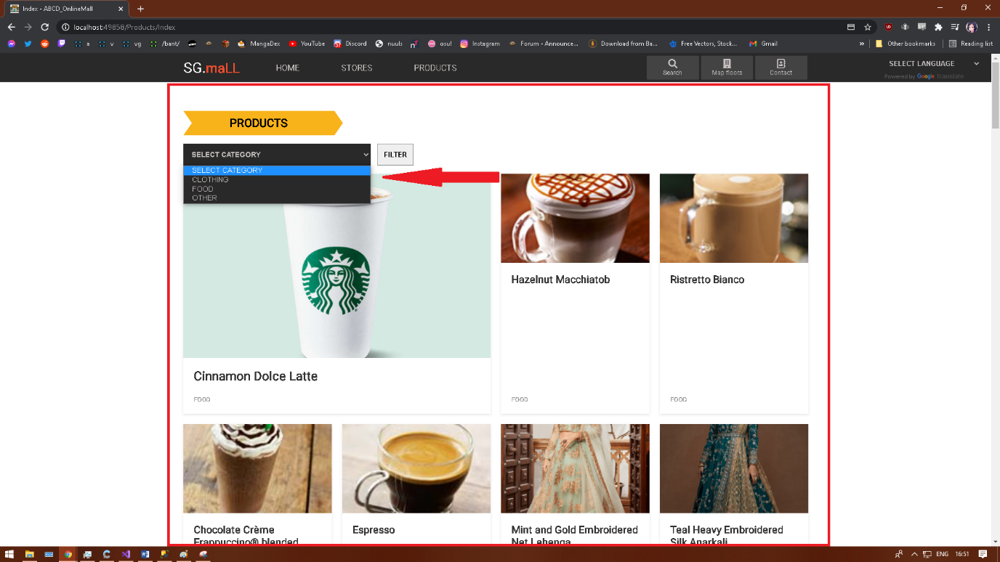 Index - ABCD_OnlineMall
localhost:49858/Products/Index
a
v
vg
/bant/
MangaDex
YouTube
Discord
nuuls
osu!
Instagram
Forum - Announce...
Download from Ba...
Free Vectors, Stock...
Gmail
»
Other bookmarks
Reading list
SG.maLL
HOME
STORES
PRODUCTS
Search
Map floors
Contact
SELECT LANGUAGE
Powered by Google Translate
PRODUCTS
SELECT CATEGORY
FILTER
SELECT CATEGORY
CLOTHING
FOOD
OTHER
Hazelnut Macchiatob
Ristretto Bianco
Cinnamon Dolce Latte
FOOD
FOOD
FOOD
Chocolate Crème
Frappuccino® blended
Espresso
Mint and Gold Embroidered
Net Lehenga
Teal Heavy Embroidered
Silk Anarkali
ENG
16:51